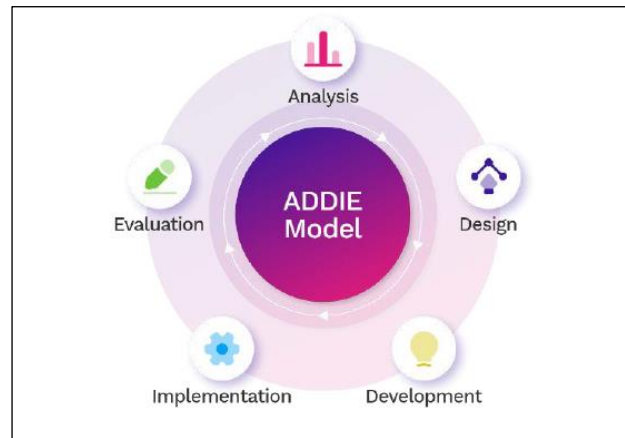 Analysis
ADDIE
Model
Evaluation
Design
Implementation
Development